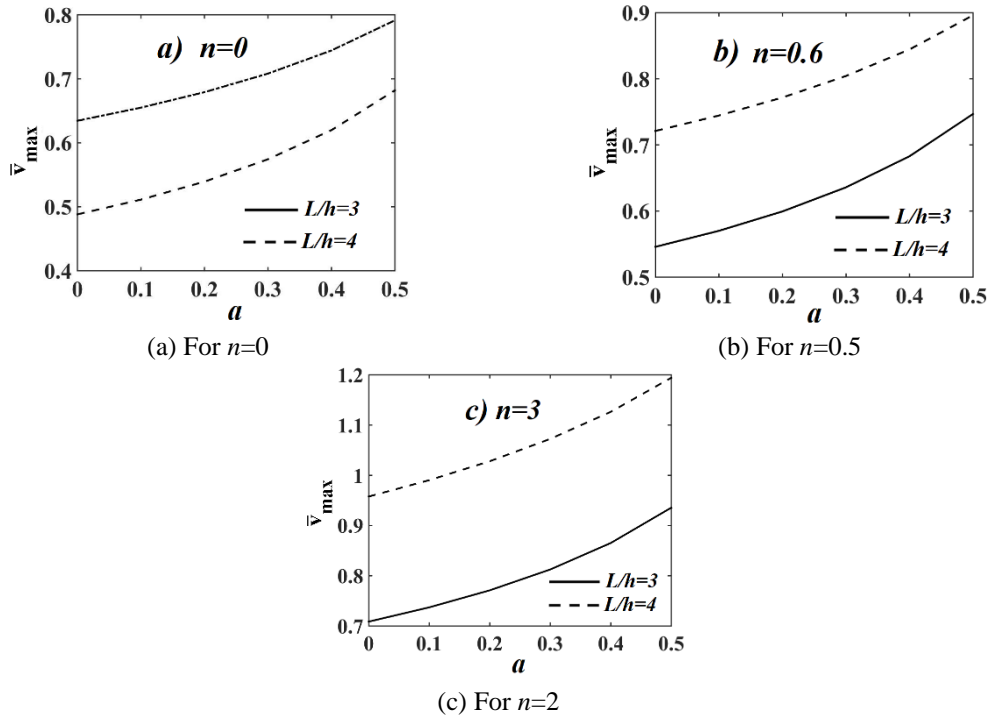 0.8
0.7
0.6
0.5
0.4
v̄max
a) n=0
L/h=3
L/h=4
0 0.1 0.2 0.3 0.4 0.5
a
(a) For n=0
0.9
0.8
0.7
0.6
0.5
v̄max
b) n=0.6
L/h=3
L/h=4
0 0.1 0.2 0.3 0.4 0.5
a
(b) For n=0.5
1.2
1.1
1
0.9
0.8
0.7
v̄max
c) n=3
L/h=3
L/h=4
0 0.1 0.2 0.3 0.4 0.5
a
(c) For n=2